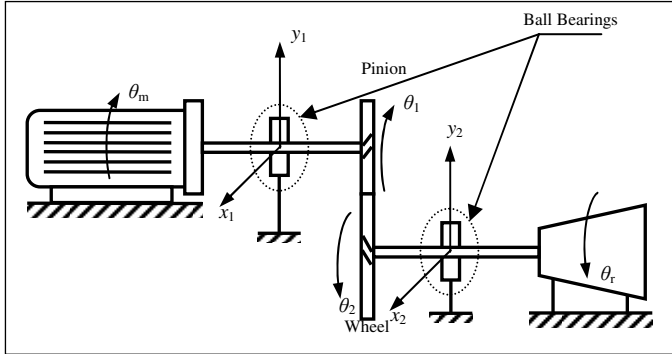 Ball Bearings
y1
Pinion
θm
θ1
y2
x1
θ2
x2
θr
Wheel